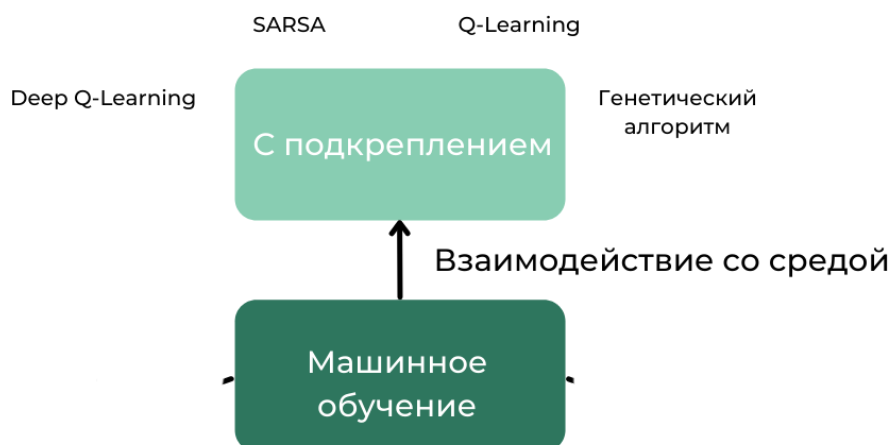 SARSA
Q-Learning
Deep Q-Learning
Генетический
алгоритм
С подкреплением
Взаимодействие со средой
Машинное
обучение